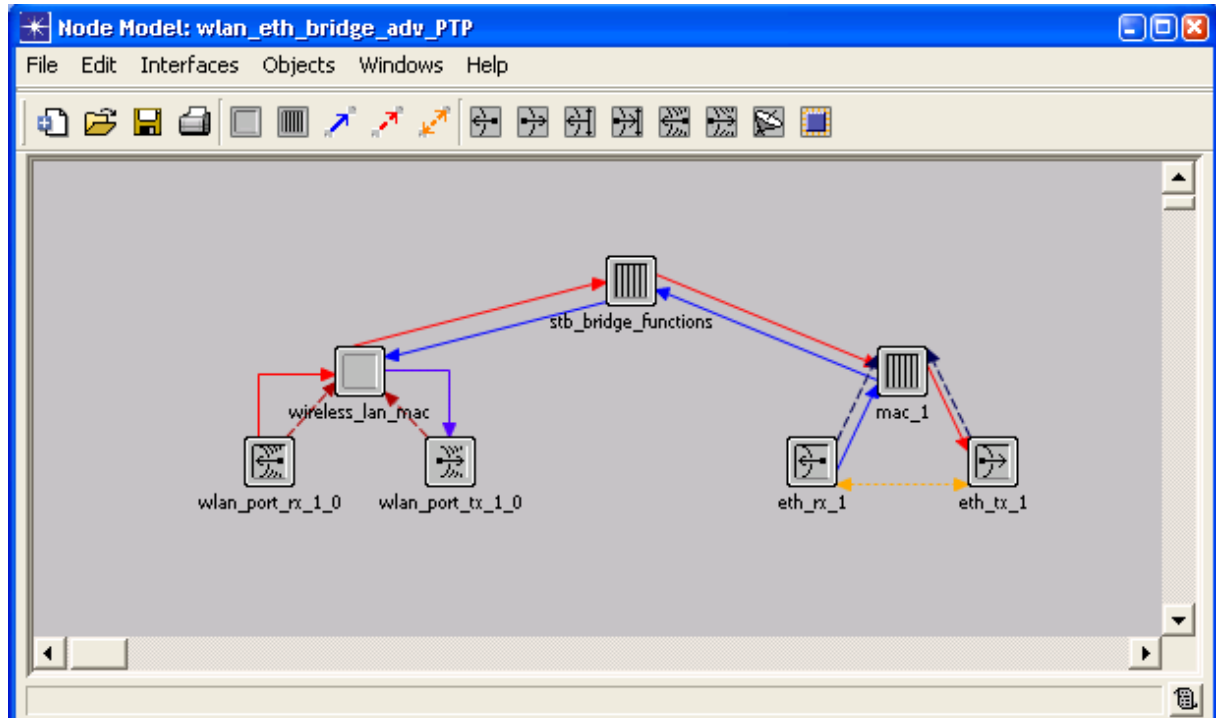 Node Model: wlan_eth_bridge_adv_PTP
File Edit Interfaces Objects Windows Help
stb_bridge_functions
wireless_lan_mac
mac_1
wlan_port_rx_1_0
wlan_port_tx_1_0
eth_rx_1
eth_tx_1